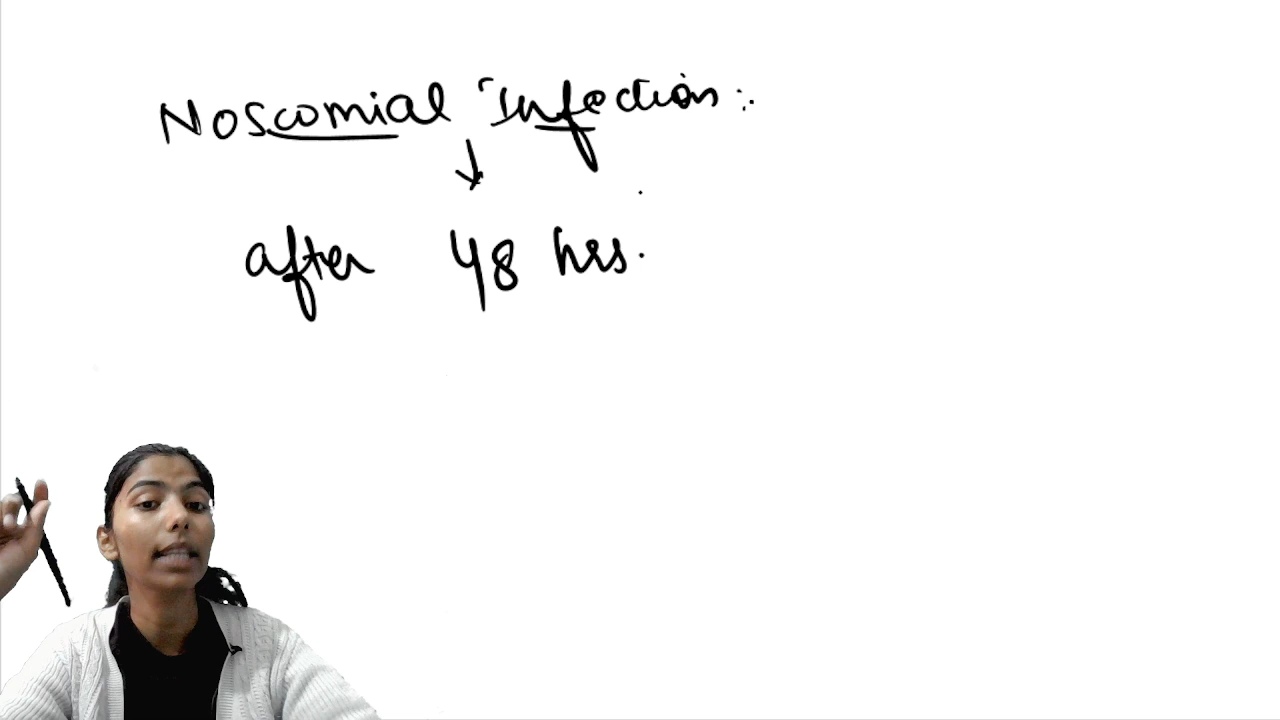 Noscomial Infection :-
after 48 hrs.